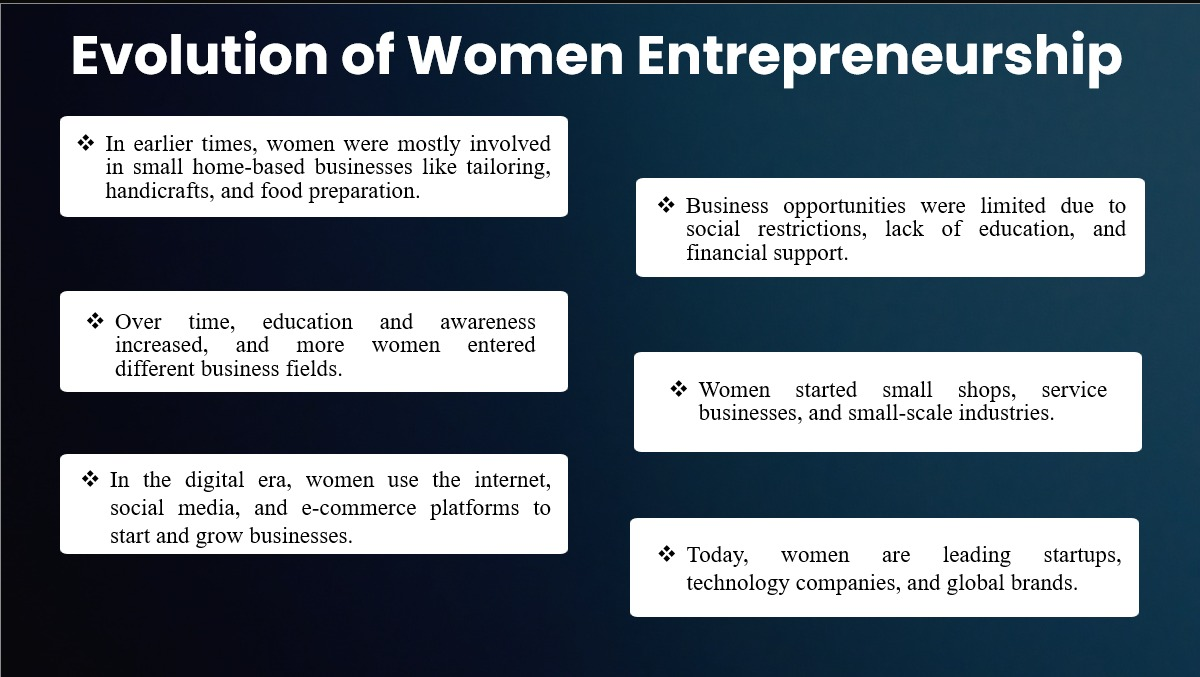 Evolution of Women Entrepreneurship
❖ In earlier times, women were mostly involved
in small home-based businesses like tailoring,
handicrafts, and food preparation.
❖ Business opportunities were limited due to
social restrictions, lack of education, and
financial support.
❖ Over time, education and awareness
increased, and more women entered
different business fields.
❖ Women started small shops, service
businesses, and small-scale industries.
❖ In the digital era, women use the internet,
social media, and e-commerce platforms to
start and grow businesses.
❖ Today, women are leading startups,
technology companies, and global brands.